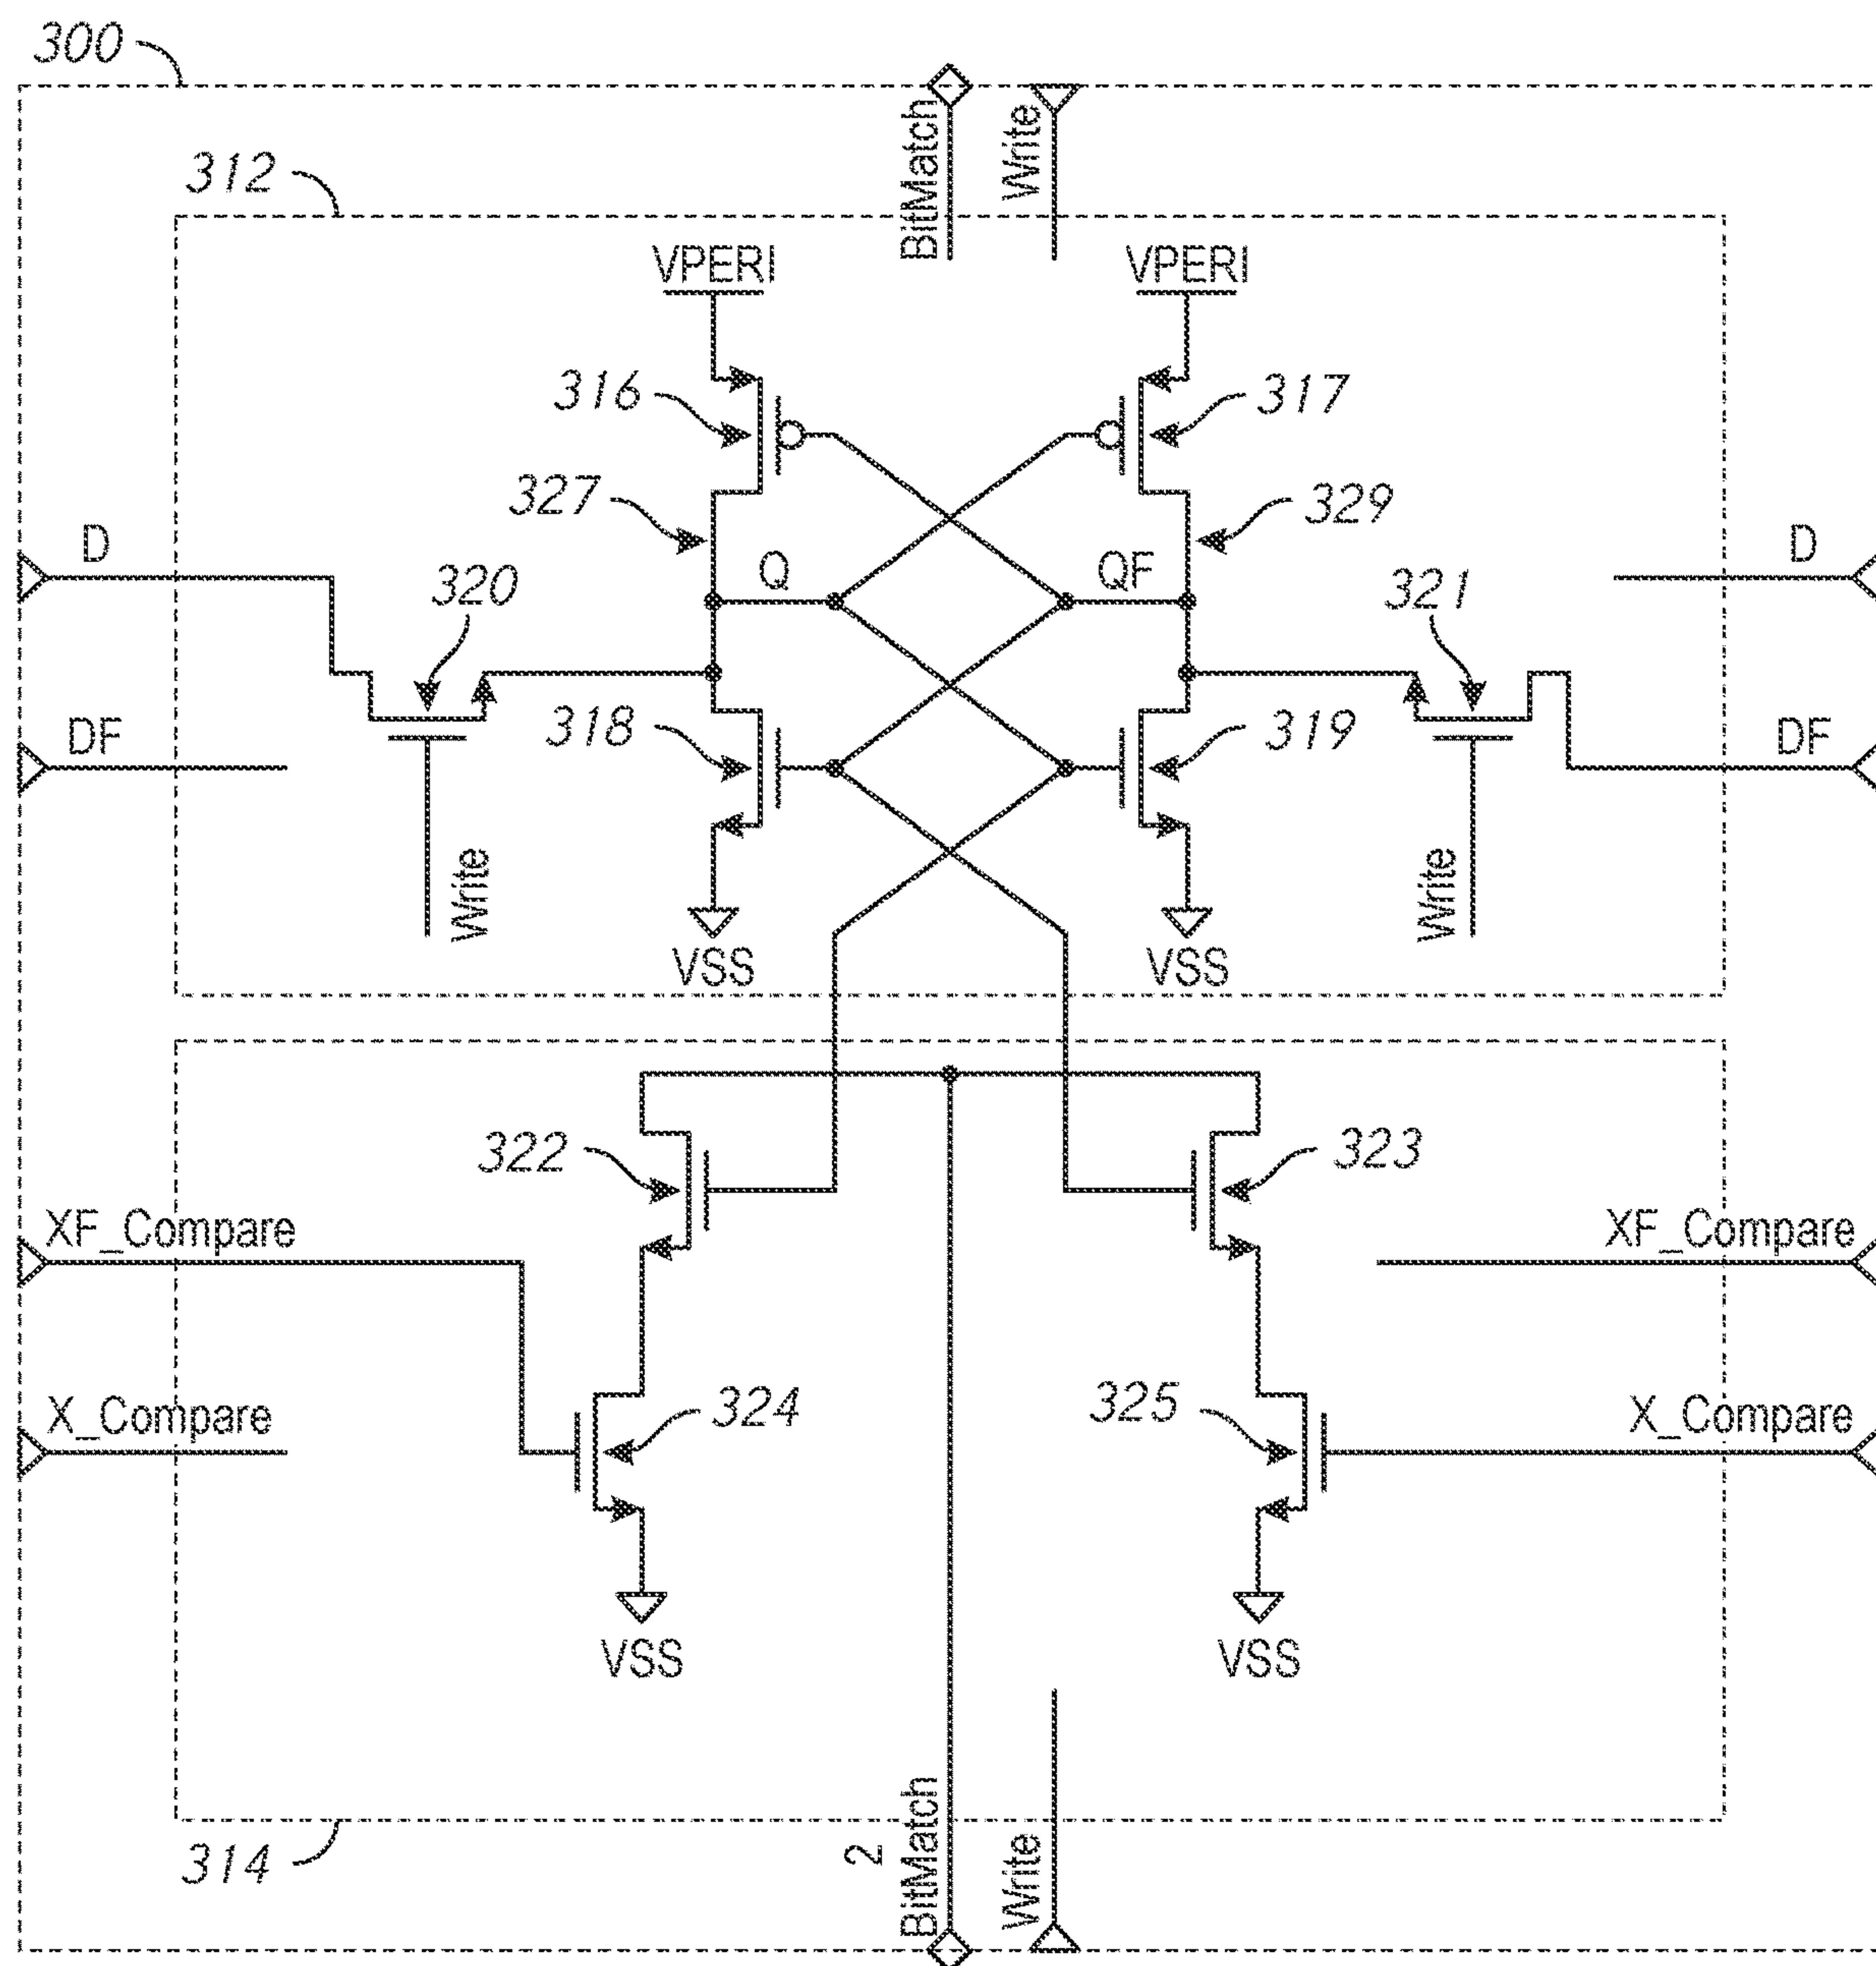 300
BitMatch
Write
312
VPERI
VPERI
316
317
327
329
D
Q
QF
D
320
321
DF
318
319
DF
Write
Write
VSS
VSS
322
323
XF_Compare
XF_Compare
X_Compare
324
325
X_Compare
VSS
VSS
314
2
BitMatch
Write